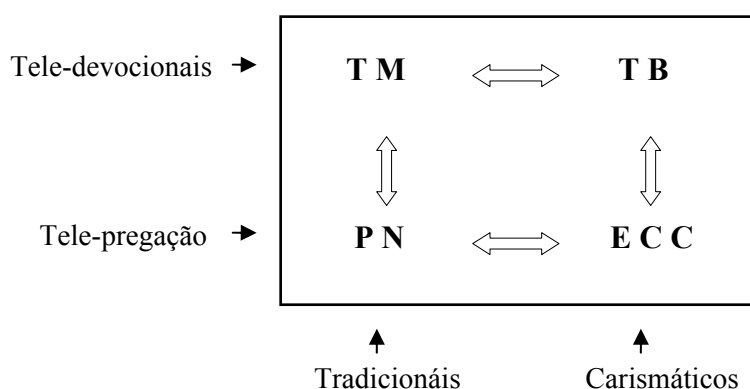 Tele-devocionais T M T B
Tele-pregação P N E C C
Tradicionáis Carismáticos